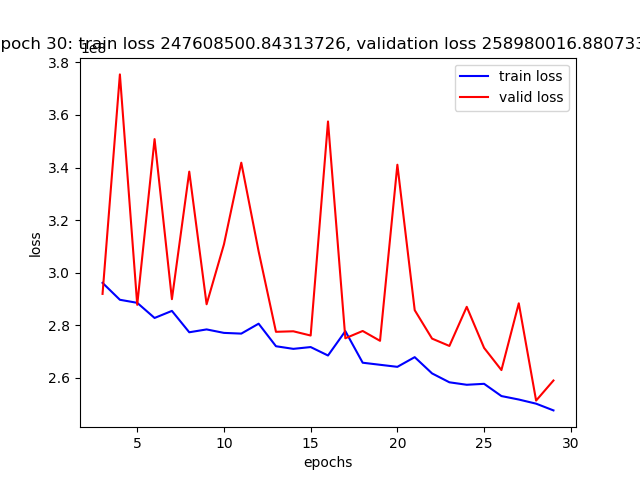 poch 30: train loss 247608500.84313726, validation loss 258980016.880733
1e8
3.8
3.6
3.4
3.2
3.0
2.8
2.6
loss
train loss
valid loss
5 10 15 20 25 30
epochs